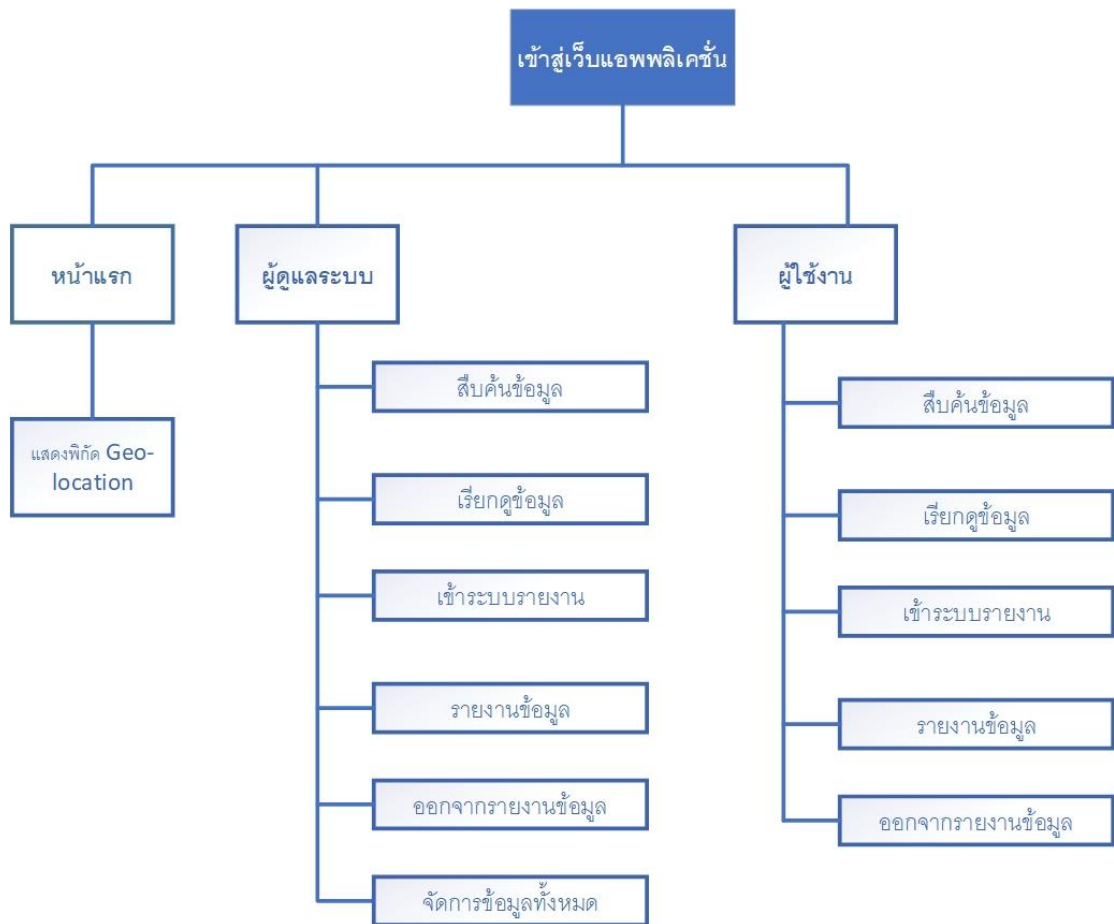 เข้าสู่เว็บแอพพลิเคชั่น
หน้าแรก
แสดงพิกัด Geo-
location
ผู้ดูแลระบบ
สืบค้นข้อมูล
เรียกดูข้อมูล
เข้าระบบรายงาน
รายงานข้อมูล
ออกจากรายงานข้อมูล
จัดการข้อมูลทั้งหมด
ผู้ใช้งาน
สืบค้นข้อมูล
เรียกดูข้อมูล
เข้าระบบรายงาน
รายงานข้อมูล
ออกจากรายงานข้อมูล